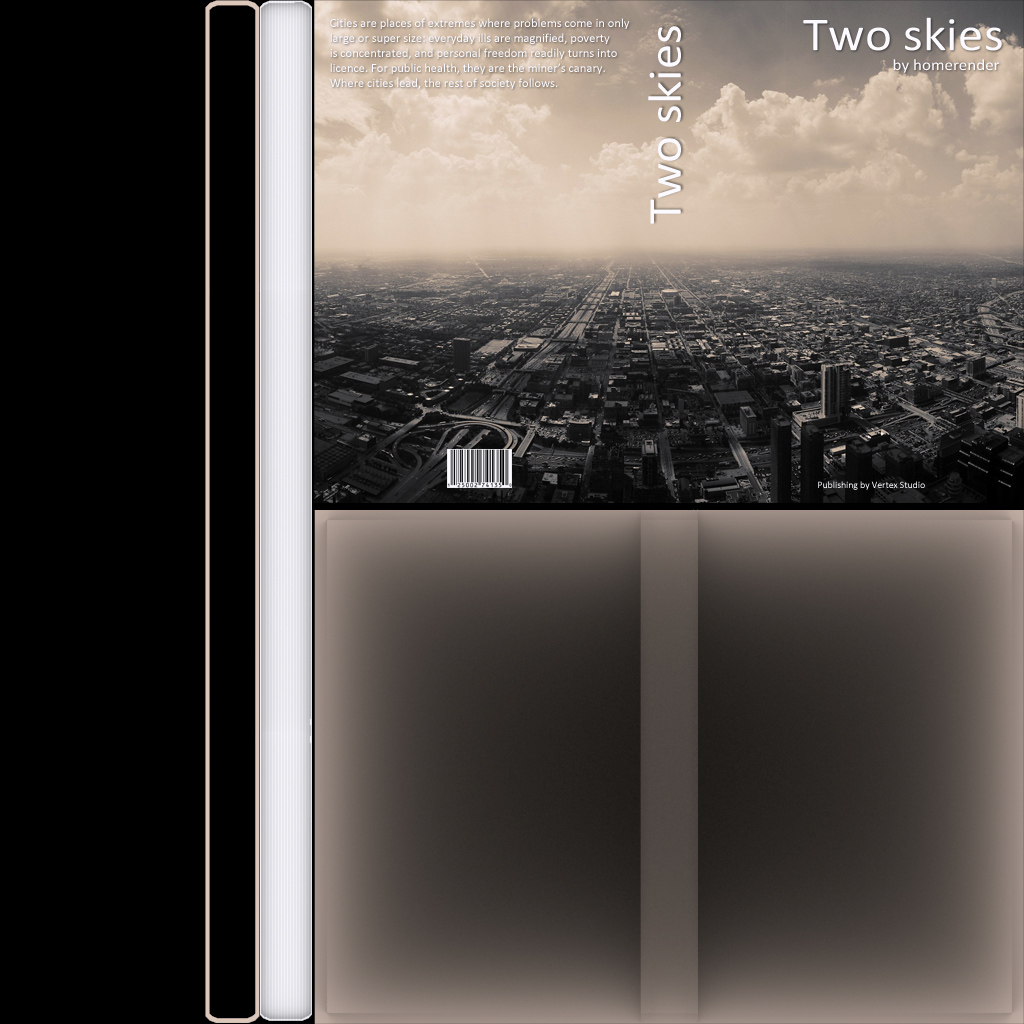 Cities are places of extremes where problems come in only
large or super size: everyday ills are magnified, poverty
is concentrated, and personal freedom readily turns into
licence. For public health, they are the miner's canary.
Where cities lead, the rest of society follows.
Two skies
Two skies
by homerender
Publishing by Vertex Studio